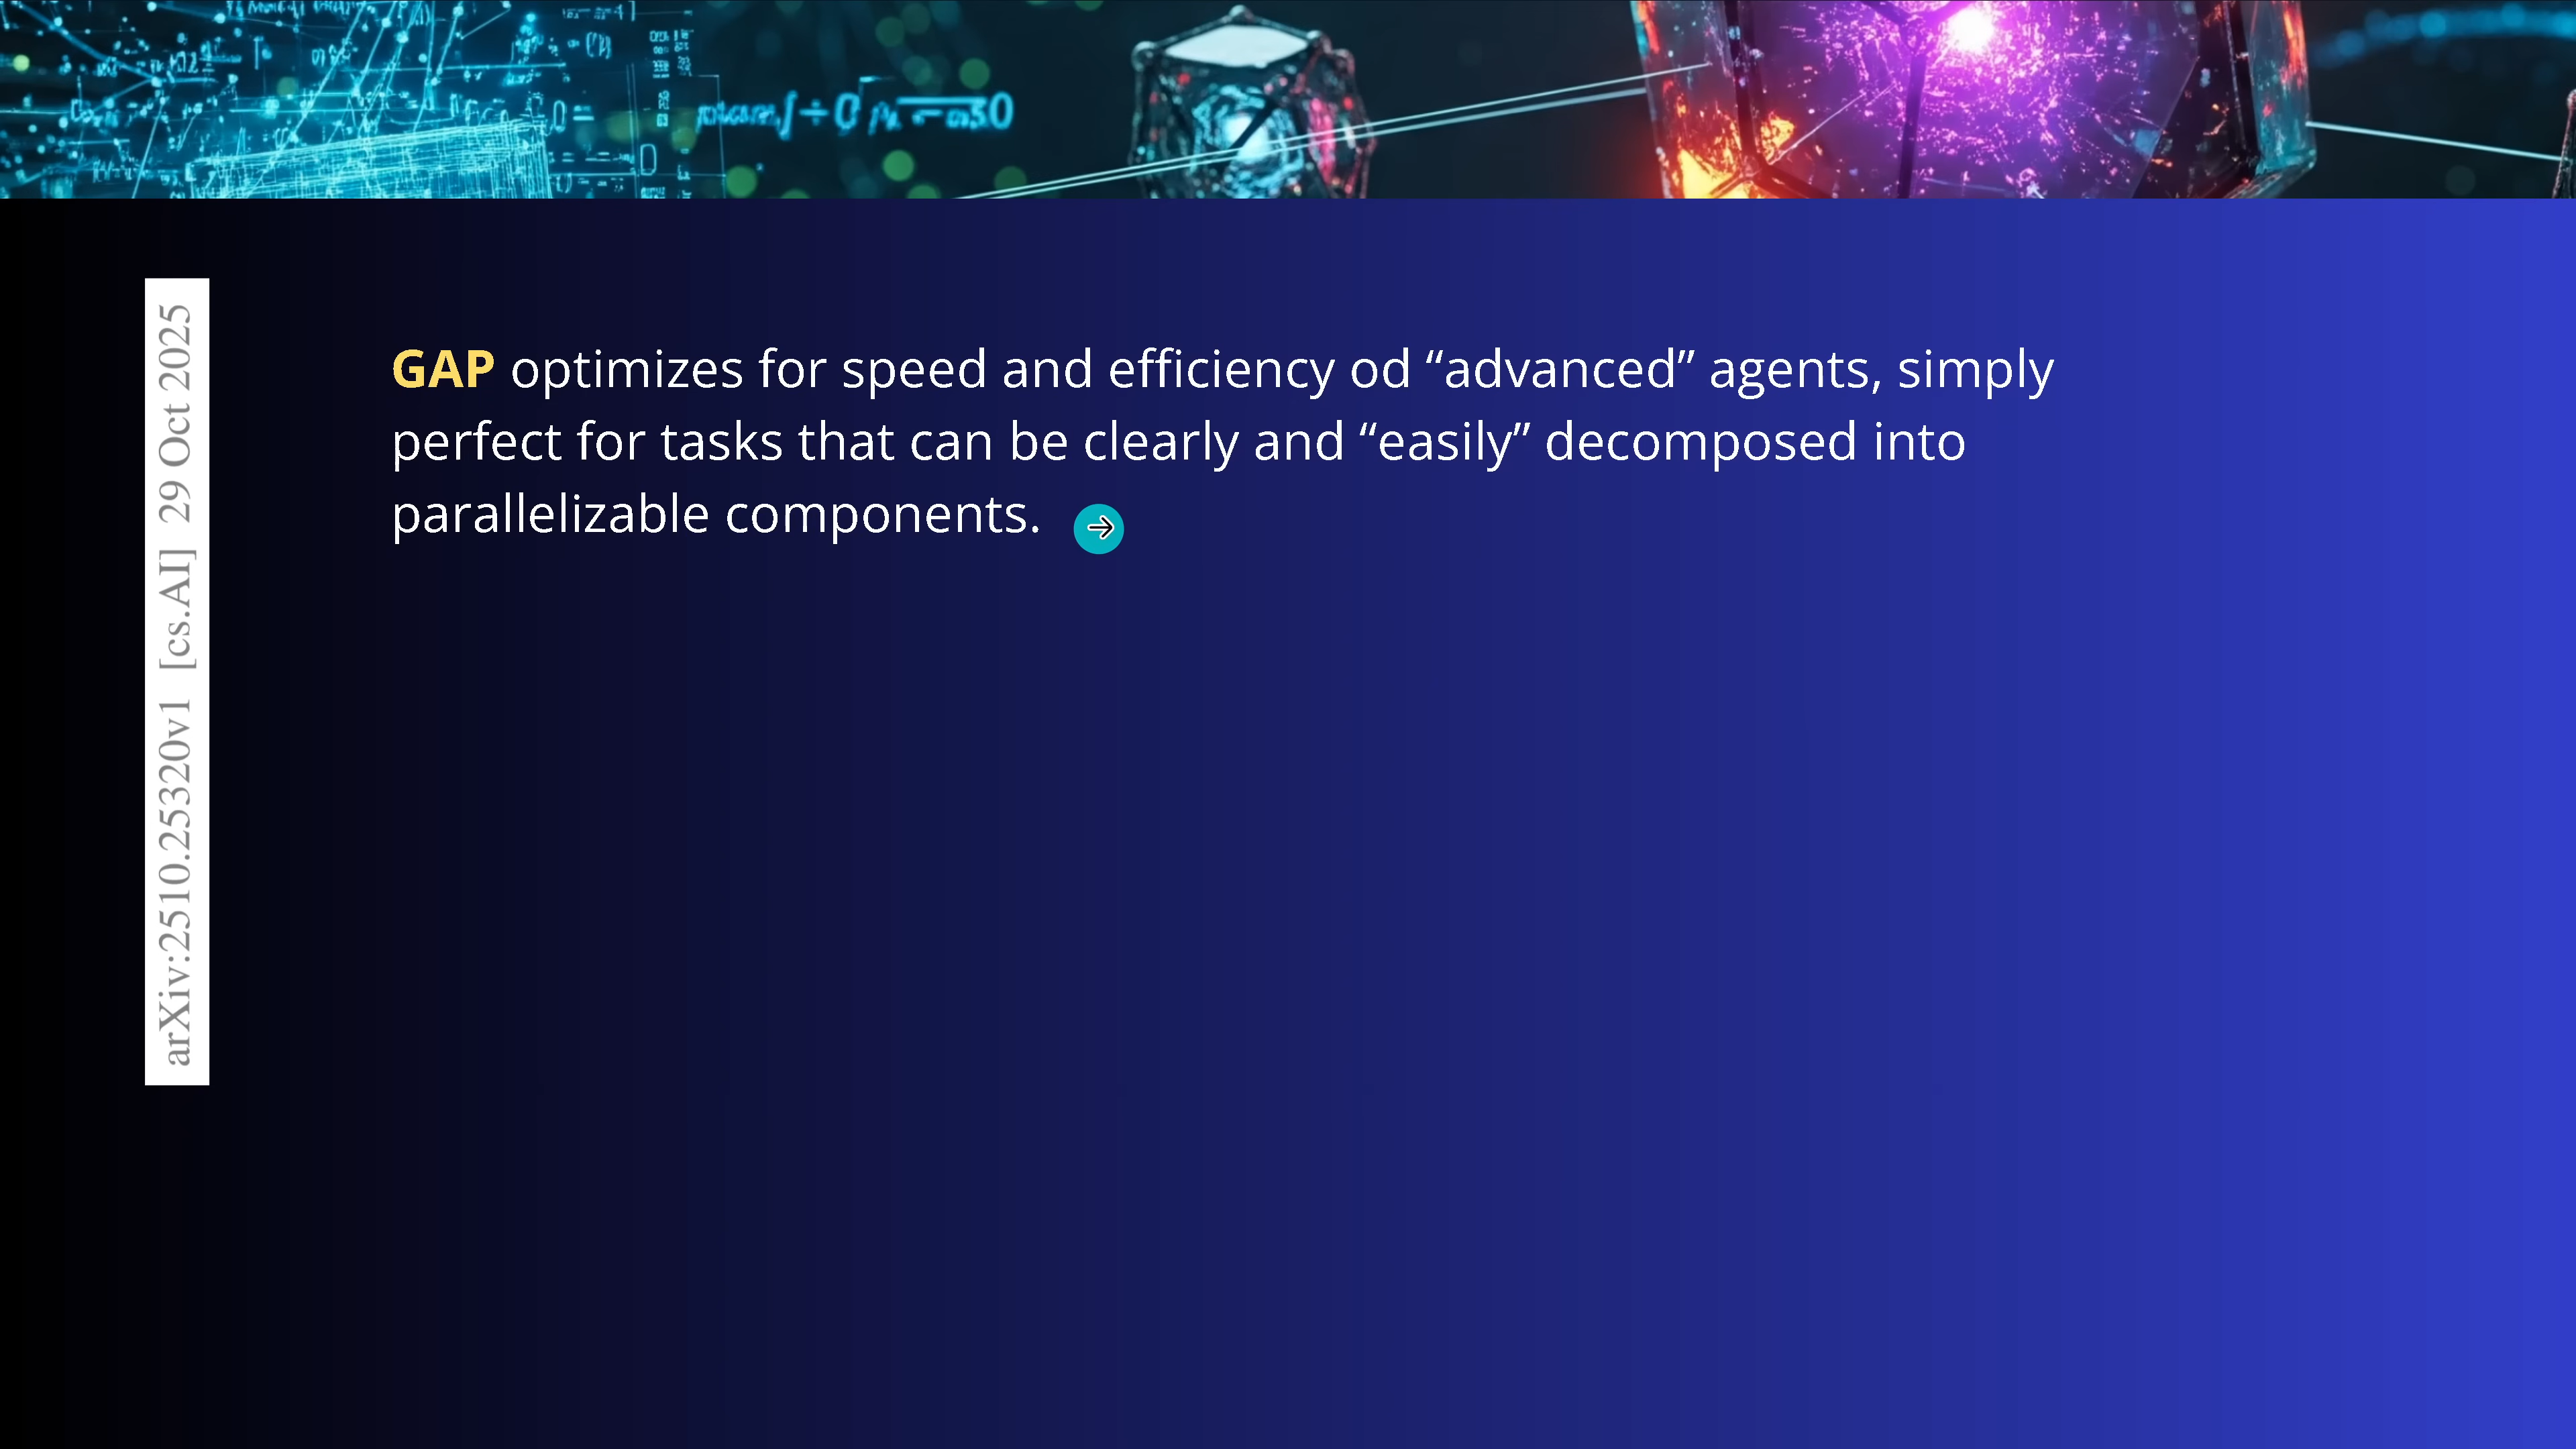 arXiv:2510.25320v1 [cs.AI] 29 Oct 2025
GAP optimizes for speed and efficiency od “advanced” agents, simply
perfect for tasks that can be clearly and “easily” decomposed into
parallelizable components.